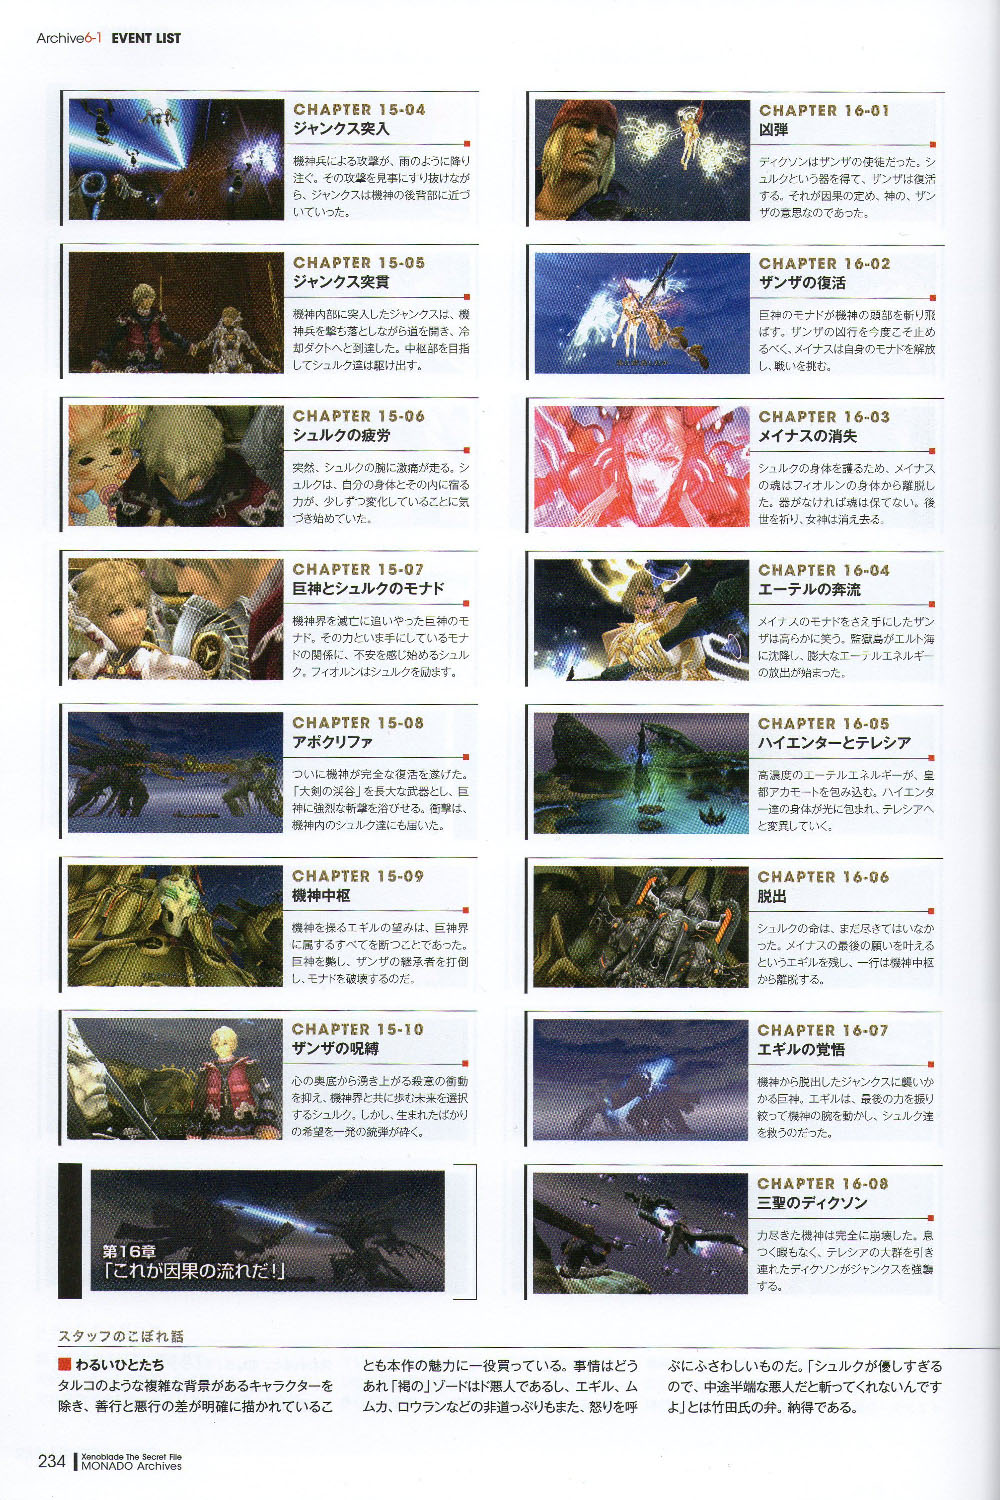 Archive6-1 EVENT LIST
CHAPTER 15-04
ジャンクス突入
機神兵による攻撃が、雨のように降り
注ぐ。その攻撃を見事にすり抜けなが
ら、ジャンクスは機神の後背部に近づ
いていった。
CHAPTER 15-05
ジャンクス突貫
機神内部に突入したジャンクスは、機
神兵を撃ち落としながら道を開き、冷
却ダクトへと到達した。中枢部を目指
してシュルク達は駆け出す。
CHAPTER 15-06
シュルクの疲労
突然、シュルクの腕に激痛が走る。シ
ュルクは、自分の身体とその内に宿る
力が、少しずつ変化していることに気
づき始めていた。
CHAPTER 15-07
巨神とシュルクのモナド
機神界を滅亡に追いやった巨神のモ
ナド。その力といま手にしているモナ
ドの関係に、不安を感じ始めるシュル
ク。フィオルンはシュルクを励ます。
CHAPTER 15-08
アポクリファ
ついに機神が完全な復活を遂げた。
「大剣の渓谷」を長大な武器とし、巨
神に強烈な斬撃を浴びせる。衝撃は、
機神内のシュルク達にも届いた。
CHAPTER 15-09
機神中枢
機神を操るエギルの望みは、巨神界
に属するすべてを断つことであった。
巨神を斃し、ザンザの継承者を打倒
し、モナドを破壊するのだ。
CHAPTER 15-10
ザンザの呪縛
心の奥底から湧き上がる殺意の衝動
を抑え、機神界と共に歩む未来を選択
するシュルク。しかし、生まれたばかり
の希望を一発の銃弾が砕く。
第16章
「これが因果の流れだ!」
CHAPTER 16-01
凶弾
ディクソンはザンザの使徒だった。シ
ュルクという器を得て、ザンザは復活
する。それが因果の定め、神の、ザン
ザの意思なのであった。
CHAPTER 16-02
ザンザの復活
巨神のモナドが機神の頭部を斬り飛
ばす。ザンザの凶行を今度こそ止め
るべく、メイナスは自身のモナドを解放
し、戦いを挑む。
CHAPTER 16-03
メイナスの消失
シュルクの身体を護るため、メイナス
の魂はフィオルンの身体から離脱し
た。器がなければ魂は保てない。後
世を祈り、女神は消え去る。
CHAPTER 16-04
エーテルの奔流
メイナスのモナドをさえ手にしたザン
ザは高らかに笑う。監獄島がエルト海
に沈降し、膨大なエーテルエネルギー
の放出が始まった。
CHAPTER 16-05
ハイエンターとテレシア
高濃度のエーテルエネルギーが、皇
都アカモートを包み込む。ハイエンタ
ー達の身体が光に包まれ、テレシアへ
と変異していく。
CHAPTER 16-06
脱出
シュルクの命は、まだ尽きてはいなか
った。メイナスの最後の願いを叶える
というエギルを残し、一行は機神中枢
から離脱する。
CHAPTER 16-07
エギルの覚悟
機神から脱出したジャンクスに襲いか
かる巨神。エギルは、最後の力を振り
絞って機神の腕を動かし、シュルク達
を救うのだった。
CHAPTER 16-08
三聖のディクソン
力尽きた機神は完全に崩壊した。息
つく暇もなく、テレシアの大群を引き
連れたディクソンがジャンクスを強襲
する。
スタッフのこぼれ話
わるいひとたち
タルコのような複雑な背景があるキャラクターを
除き、善行と悪行の差が明確に描かれているこ
とも本作の魅力に一役買っている。事情はどう
あれ「褐の」ゾードはド悪人であるし、エギル、ム
ムカ、ロウランなどの非道っぷりもまた、怒りを呼
ぶにふさわしいものだ。「シュルクが優しすぎる
ので、中途半端な悪人だと斬ってくれないんです
よ」とは竹田氏の弁。納得である。
234 Xenoblade The Secret File
MONADO Archives